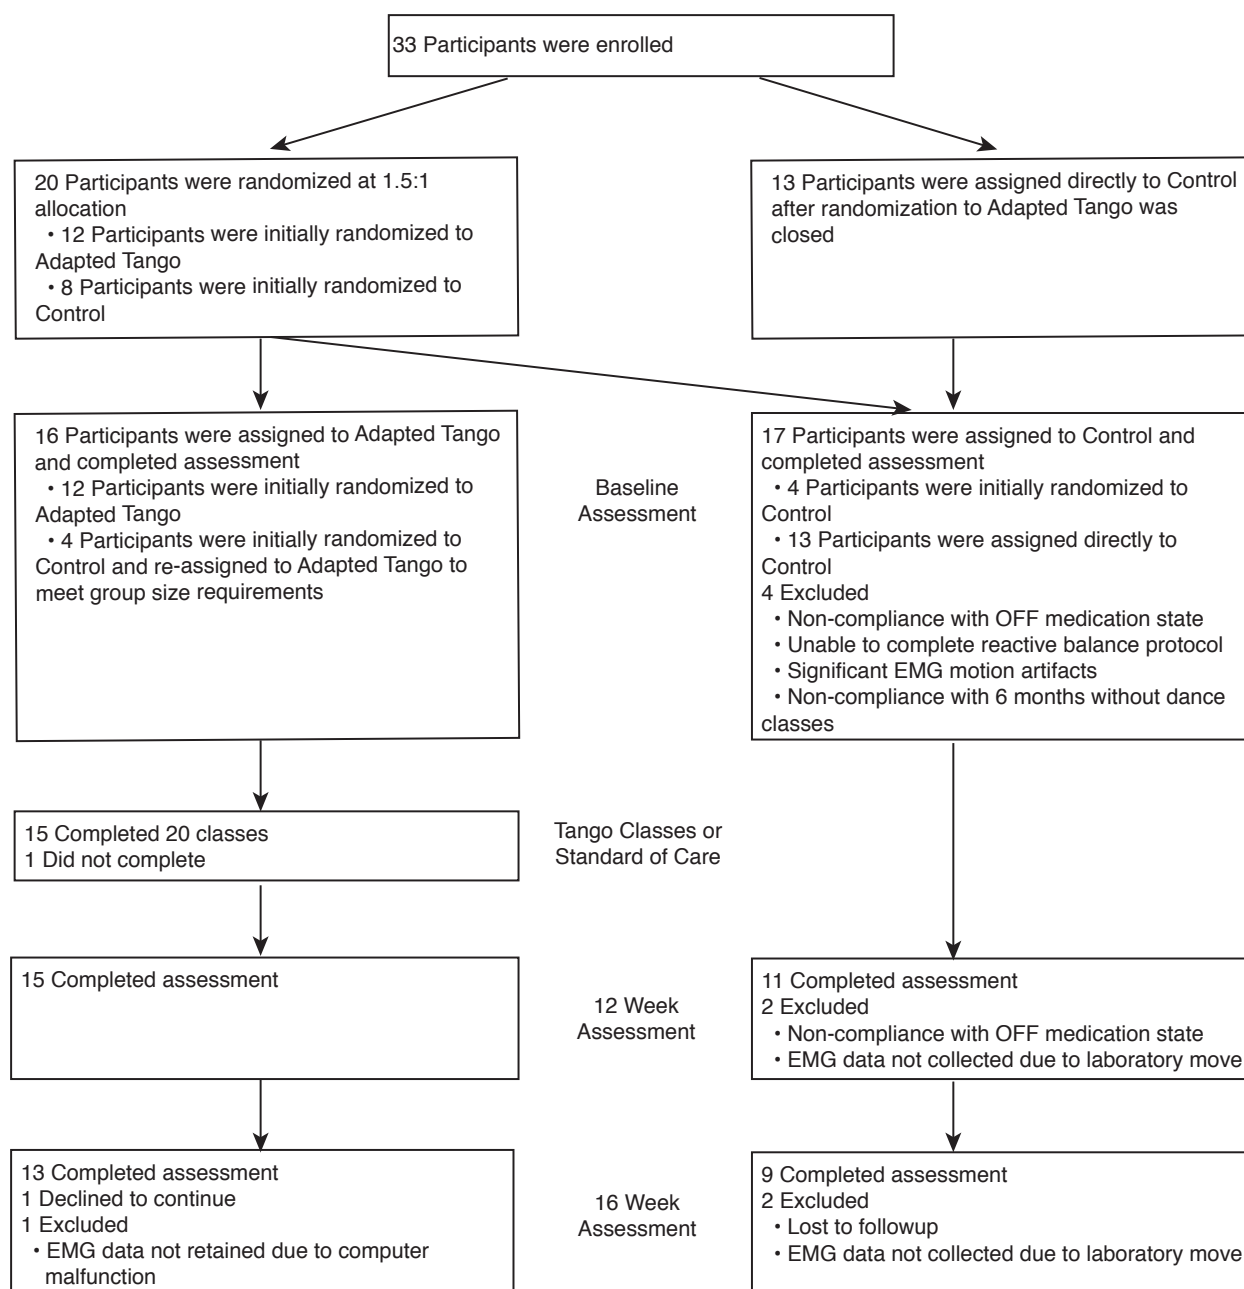 33 Participants were enrolled
20 Participants were randomized at 1.5:1
allocation
• 12 Participants were initially randomized to
Adapted Tango
• 8 Participants were initially randomized to
Control
13 Participants were assigned directly to Control
after randomization to Adapted Tango was
closed
16 Participants were assigned to Adapted Tango
and completed assessment
• 12 Participants were initially randomized to
Adapted Tango
• 4 Participants were initially randomized to
Control and re-assigned to Adapted Tango to
meet group size requirements
Baseline
Assessment
17 Participants were assigned to Control and
completed assessment
• 4 Participants were initially randomized to
Control
• 13 Participants were assigned directly to
Control
4 Excluded
• Non-compliance with OFF medication state
• Unable to complete reactive balance protocol
• Significant EMG motion artifacts
• Non-compliance with 6 months without dance
classes
15 Completed 20 classes
1 Did not complete
Tango Classes or
Standard of Care
15 Completed assessment
12 Week
Assessment
11 Completed assessment
2 Excluded
• Non-compliance with OFF medication state
• EMG data not collected due to laboratory move
13 Completed assessment
1 Declined to continue
1 Excluded
• EMG data not retained due to computer
malfunction
16 Week
Assessment
9 Completed assessment
2 Excluded
• Lost to followup
• EMG data not collected due to laboratory move